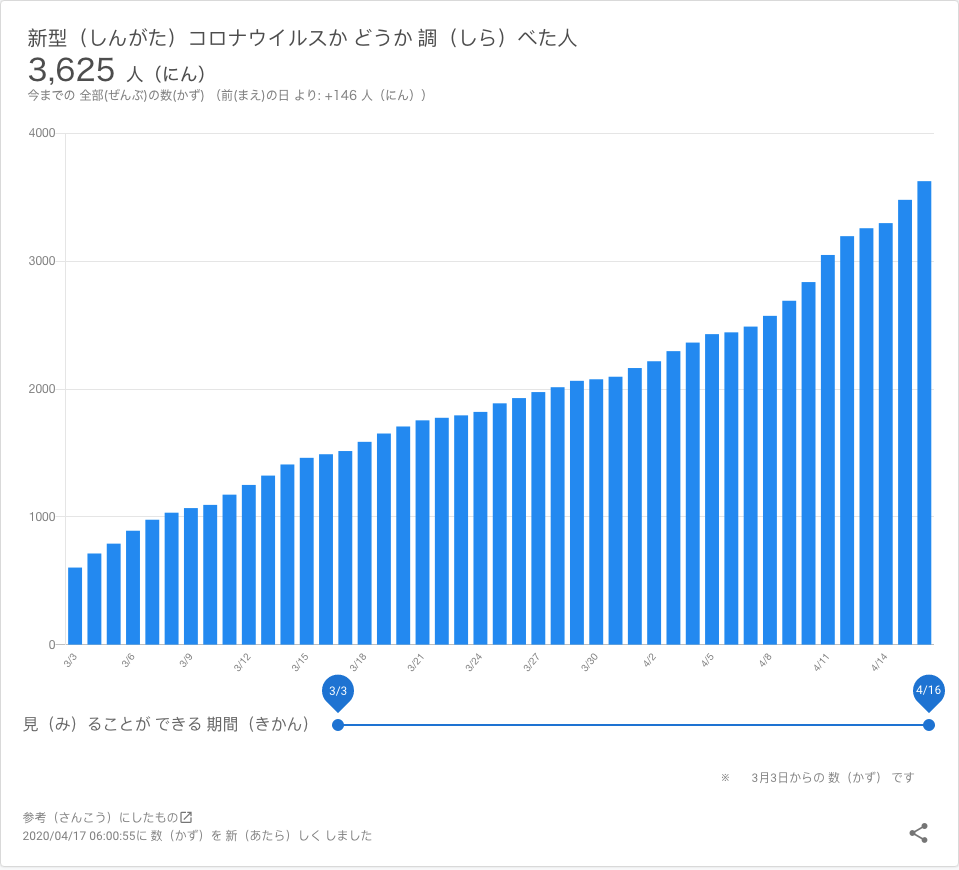 新型（しんがた）コロナウイルスか どうか 調（しら）べた人
3,625 人（にん）
今までの 全部(ぜんぶ)の数(かず) （前(まえ)の日 より: +146 人（にん））
4000
3000
2000
1000
0
3/3 3/6 3/9 3/12 3/15 3/18 3/21 3/24 3/27 3/30 4/2 4/5 4/8 4/11 4/14
3/3 4/16
見（み）ることが できる 期間（きかん）
※ 3月3日からの 数（かず） です
参考（さんこう）にしたもの
2020/04/17 06:00:55に 数（かず）を 新（あたら）しく しました